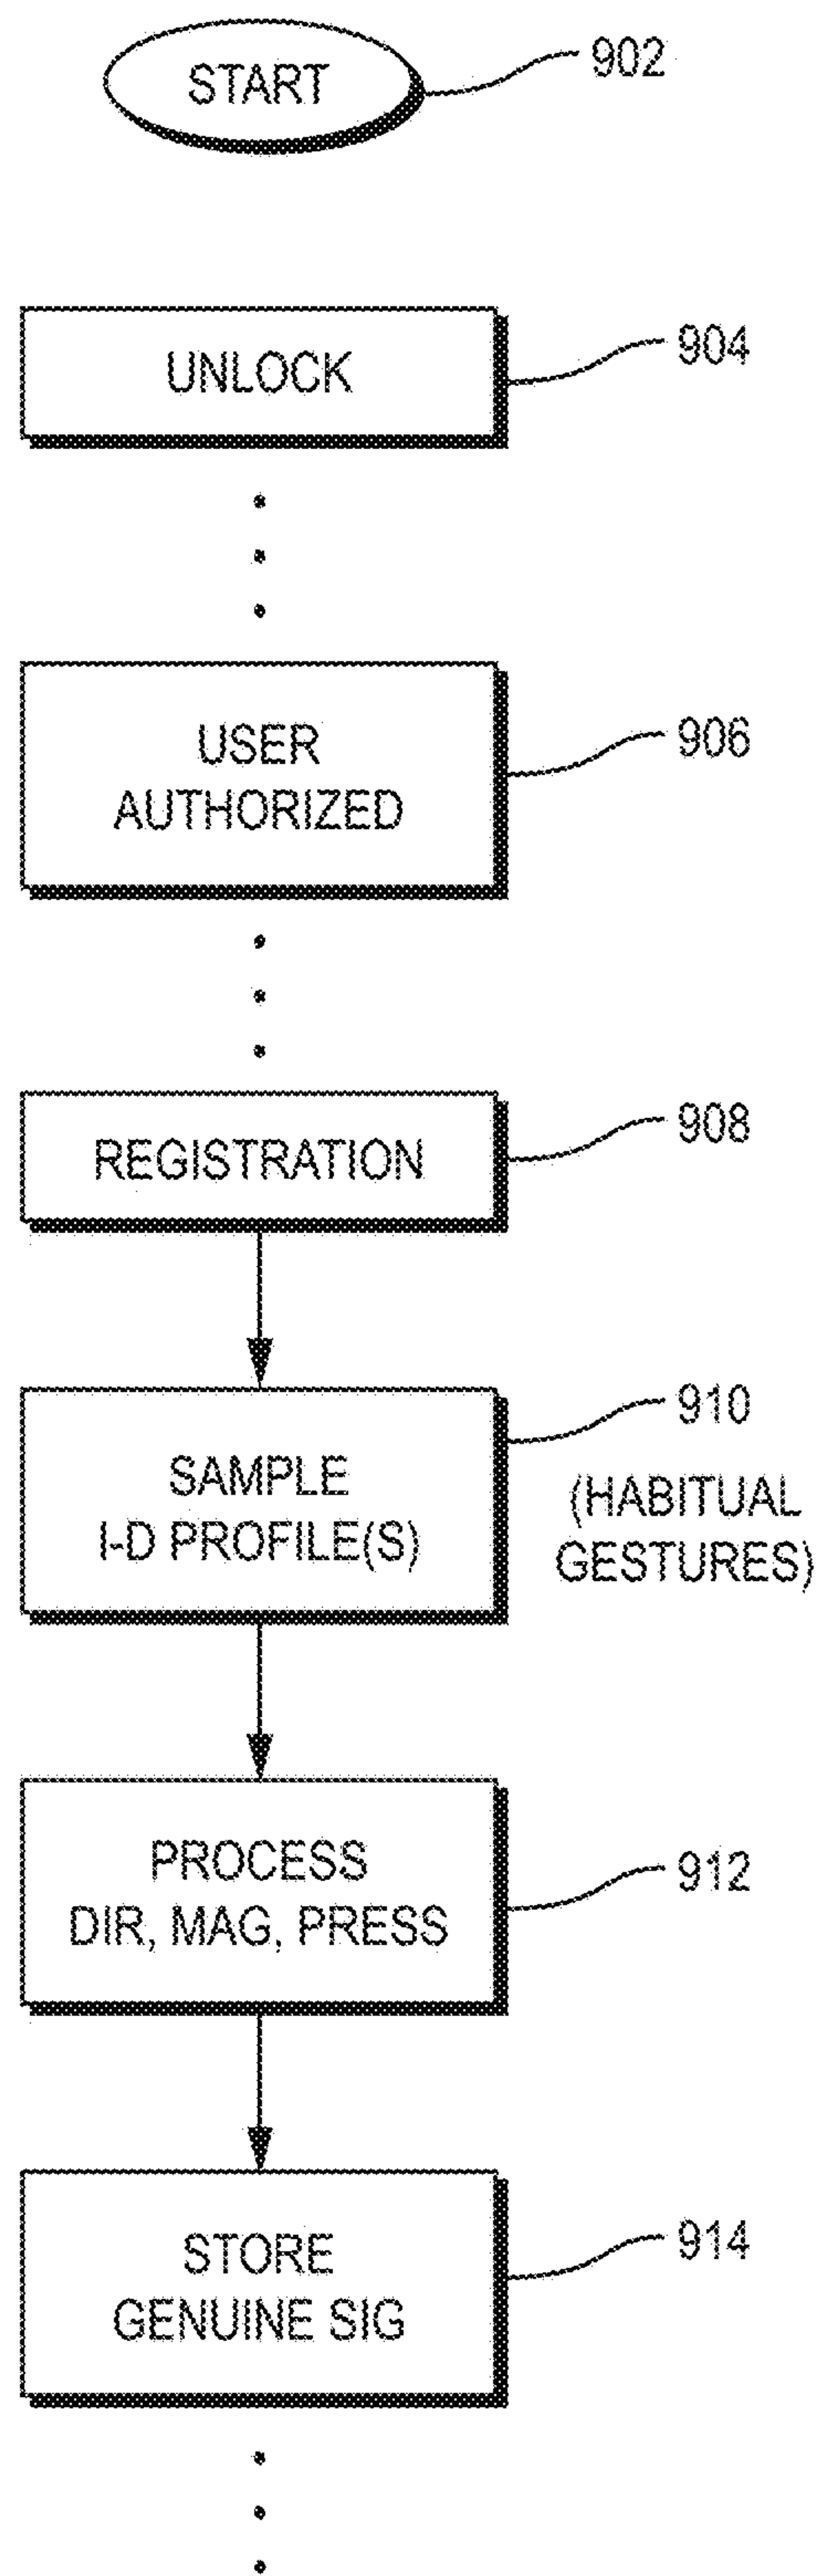 START
902
UNLOCK
904
USER
AUTHORIZED
906
REGISTRATION
908
SAMPLE
I-D PROFILE(S)
910
(HABITUAL
GESTURES)
PROCESS
DIR, MAG, PRESS
912
STORE
GENUINE SIG
914